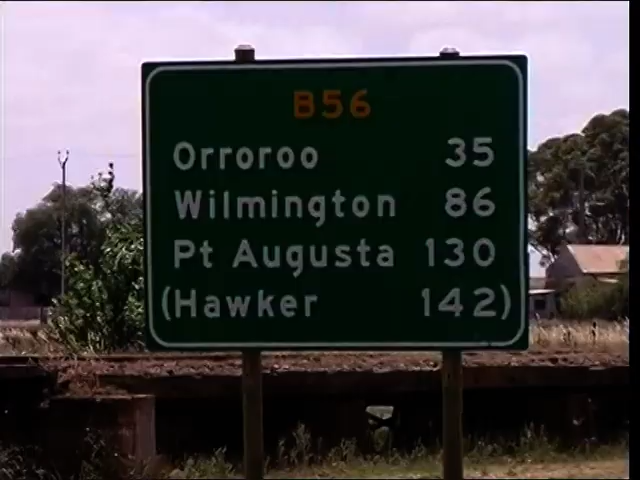 B56
Orroroo 35
Wilmington 86
Pt Augusta 130
(Hawker 142)